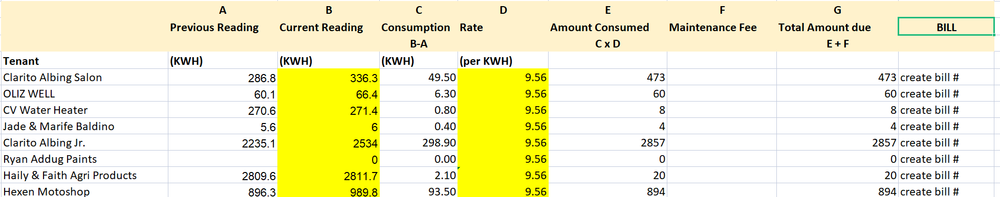 A B C D E F G
Previous Reading Current Reading Consumption Rate Amount Consumed Maintenance Fee Total Amount due BILL
B-A C x D E + F
Tenant (KWH) (KWH) (KWH) (per KWH)
Clarito Albing Salon 286.8 336.3 49.50 9.56 473 473 create bill #
OLIZ WELL 60.1 66.4 6.30 9.56 60 60 create bill #
CV Water Heater 270.6 271.4 0.80 9.56 8 8 create bill #
Jade & Marife Baldino 5.6 6 0.40 9.56 4 4 create bill #
Clarito Albing Jr. 2235.1 2534 298.90 9.56 2857 2857 create bill #
Ryan Addug Paints 0 0.00 9.56 0 0 create bill #
Haily & Faith Agri Products 2809.6 2811.7 2.10 9.56 20 20 create bill #
Hexen Motoshop 896.3 989.8 93.50 9.56 894 894 create bill #